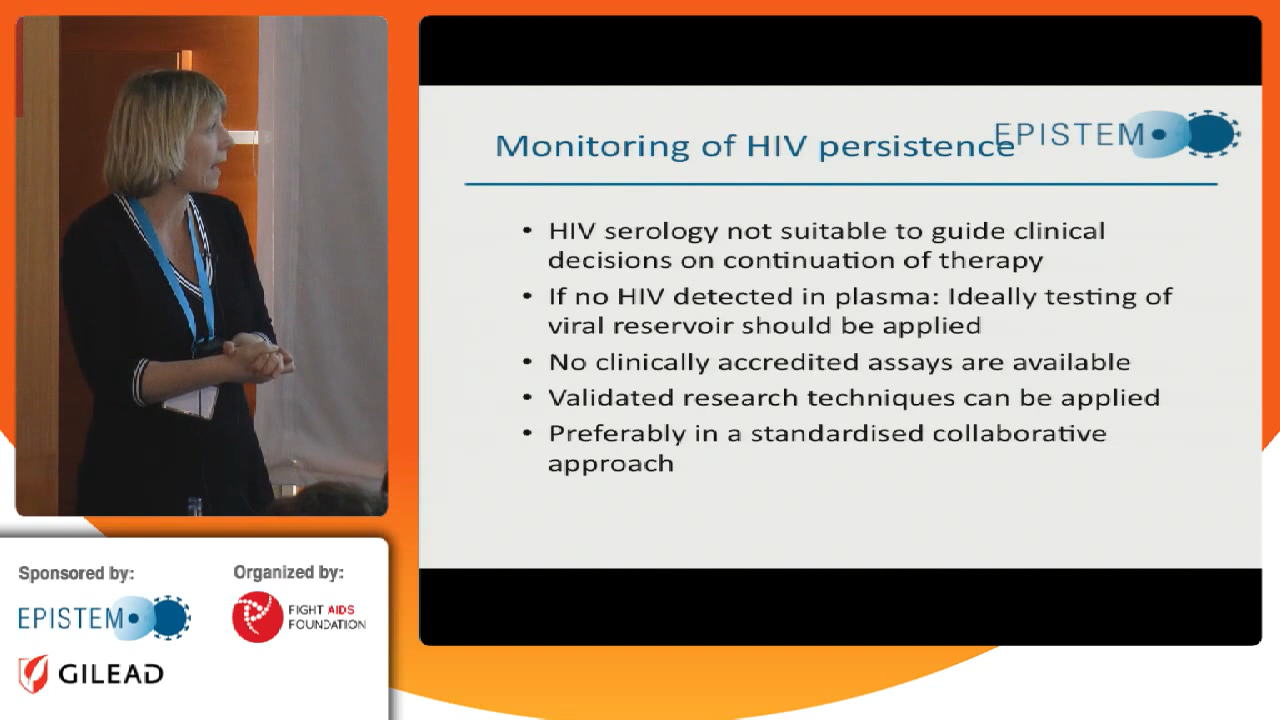 Monitoring of HIV persistence
EPISTEM
• HIV serology not suitable to guide clinical
decisions on continuation of therapy
• If no HIV detected in plasma: Ideally testing of
viral reservoir should be applied
• No clinically accredited assays are available
• Validated research techniques can be applied
• Preferably in a standardised collaborative
approach
Sponsored by:
EPISTEM
GILEAD
Organized by:
FIGHT AIDS
FOUNDATION